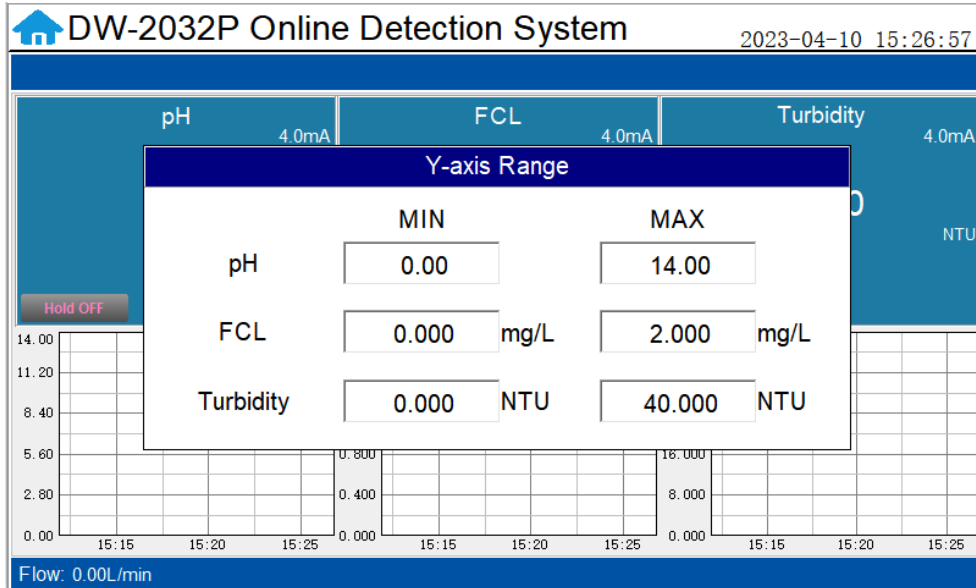 DW-2032P Online Detection System
2023-04-10 15:26:57
pH
4.0mA
FCL
4.0mA
Turbidity
4.0mA
0
NTU
Hold OFF
Y-axis Range
MIN MAX
pH 0.00 14.00
FCL 0.000 mg/L 2.000 mg/L
Turbidity 0.000 NTU 40.000 NTU
14.00
11.20
8.40
5.60
2.80
0.00
15:15 15:20 15:25
0.800
0.400
0.000
15:15 15:20 15:25
16.000
8.000
0.000
15:15 15:20 15:25
Flow: 0.00L/min